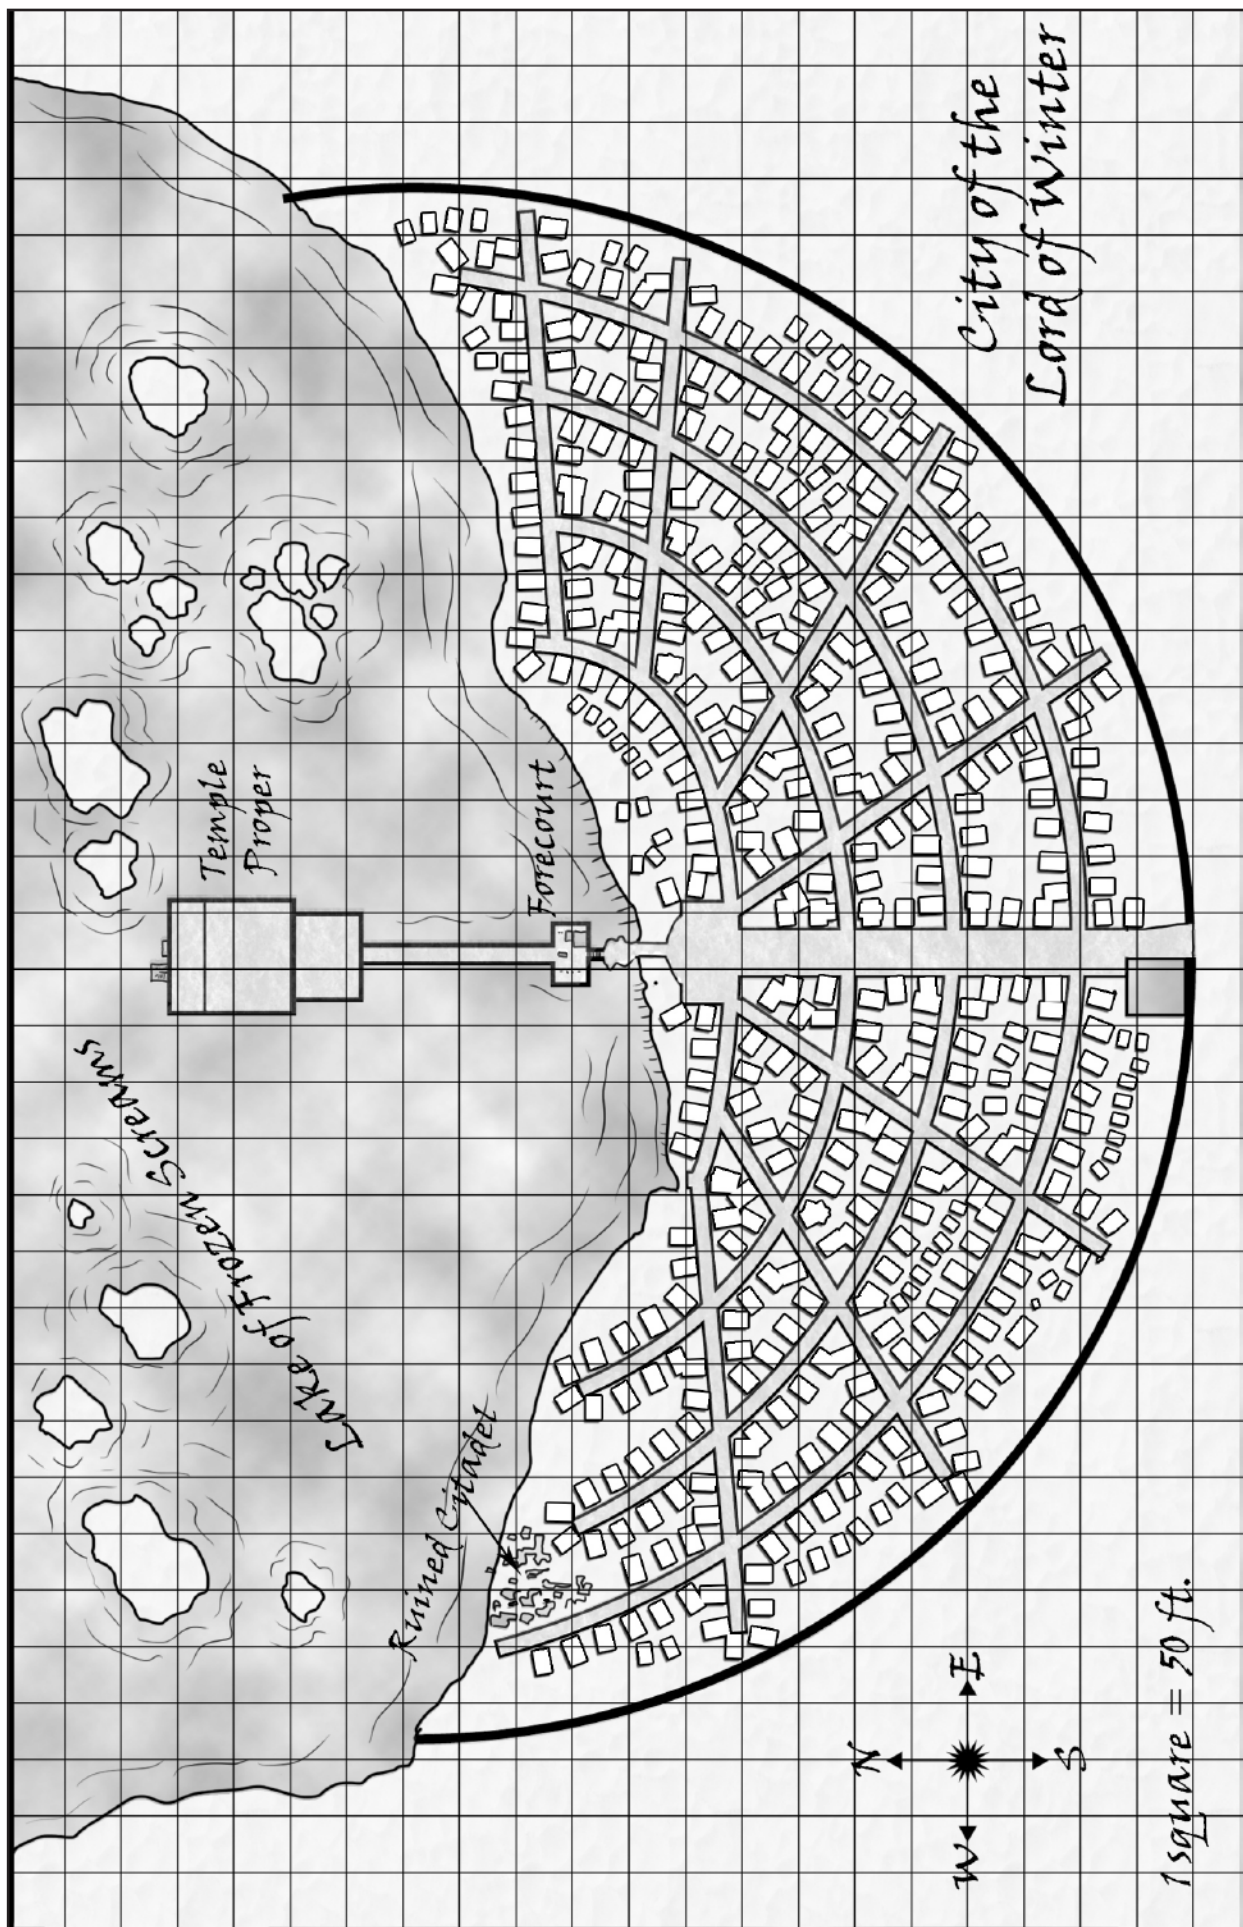 City of the
Lord of Winter
Temple
Proper
Forecourt
Lake of Frozen Screams
Ruined Citadel
N
E
S
W
1 square = 50 ft.